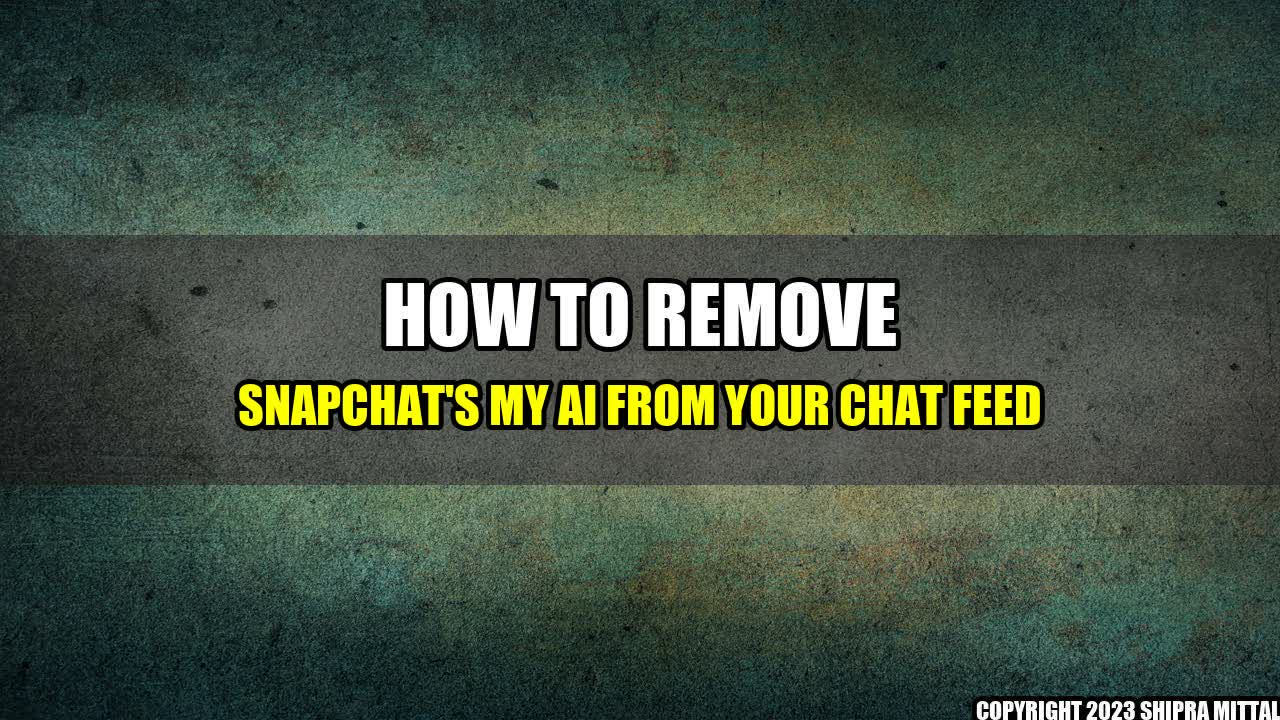 HOW TO REMOVE
SNAPCHAT'S MY AI FROM YOUR CHAT FEED
COPYRIGHT 2023 SHIPRA MITTAL